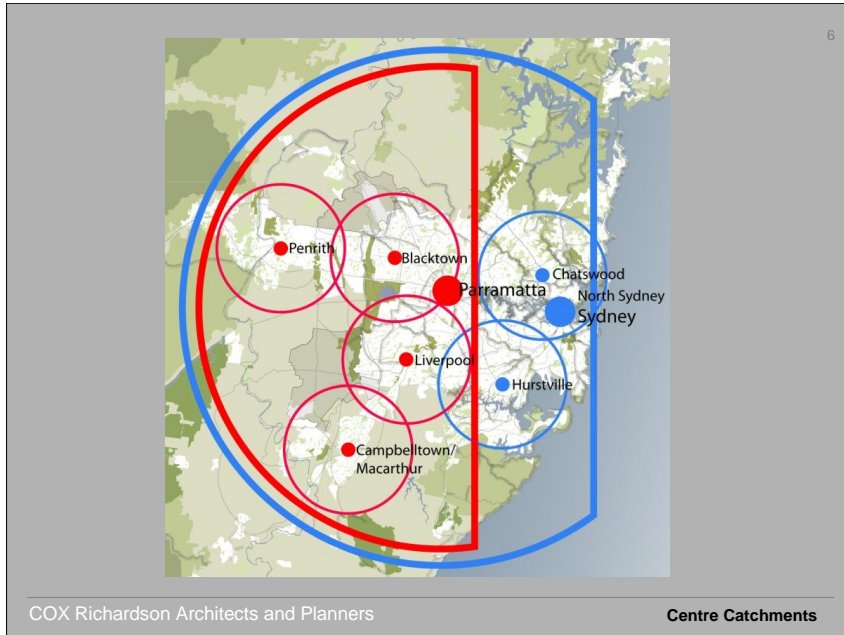 6
Penrith
Blacktown
Chatswood
Parramatta
North Sydney
Sydney
Liverpool
Hurstville
Campbelltown/
Macarthur
COX Richardson Architects and Planners
Centre Catchments